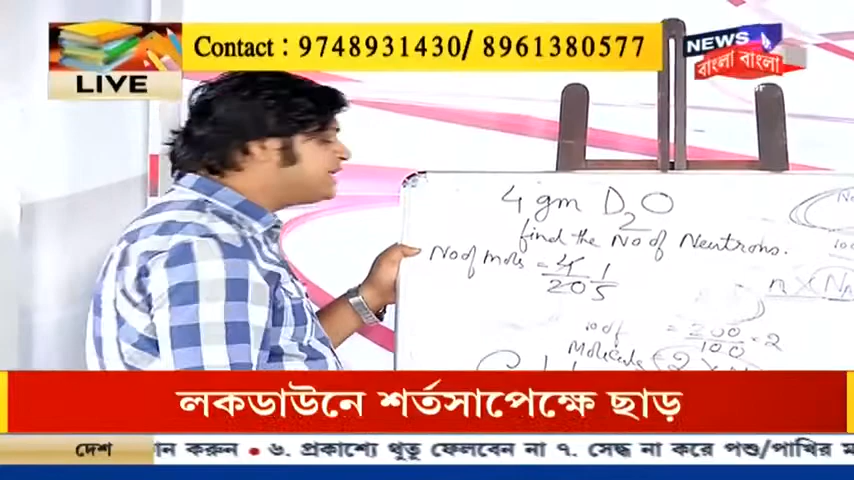 Contact : 9748931430/ 8961380577
NEWS
বাংলা বাংলা
LIVE
4 gm D2O
find the No of Neutrons.
No of mols = 4 1
20 5
n × NA
no of
Molecules
= 200 = 2
100
লকডাউনে শর্তসাপেক্ষে ছাড়
দেশ
ান করুন • ৬. প্রকাশ্যে থুতু ফেলবেন না ৭. সেদ্ধ না করে পশু/পাখির